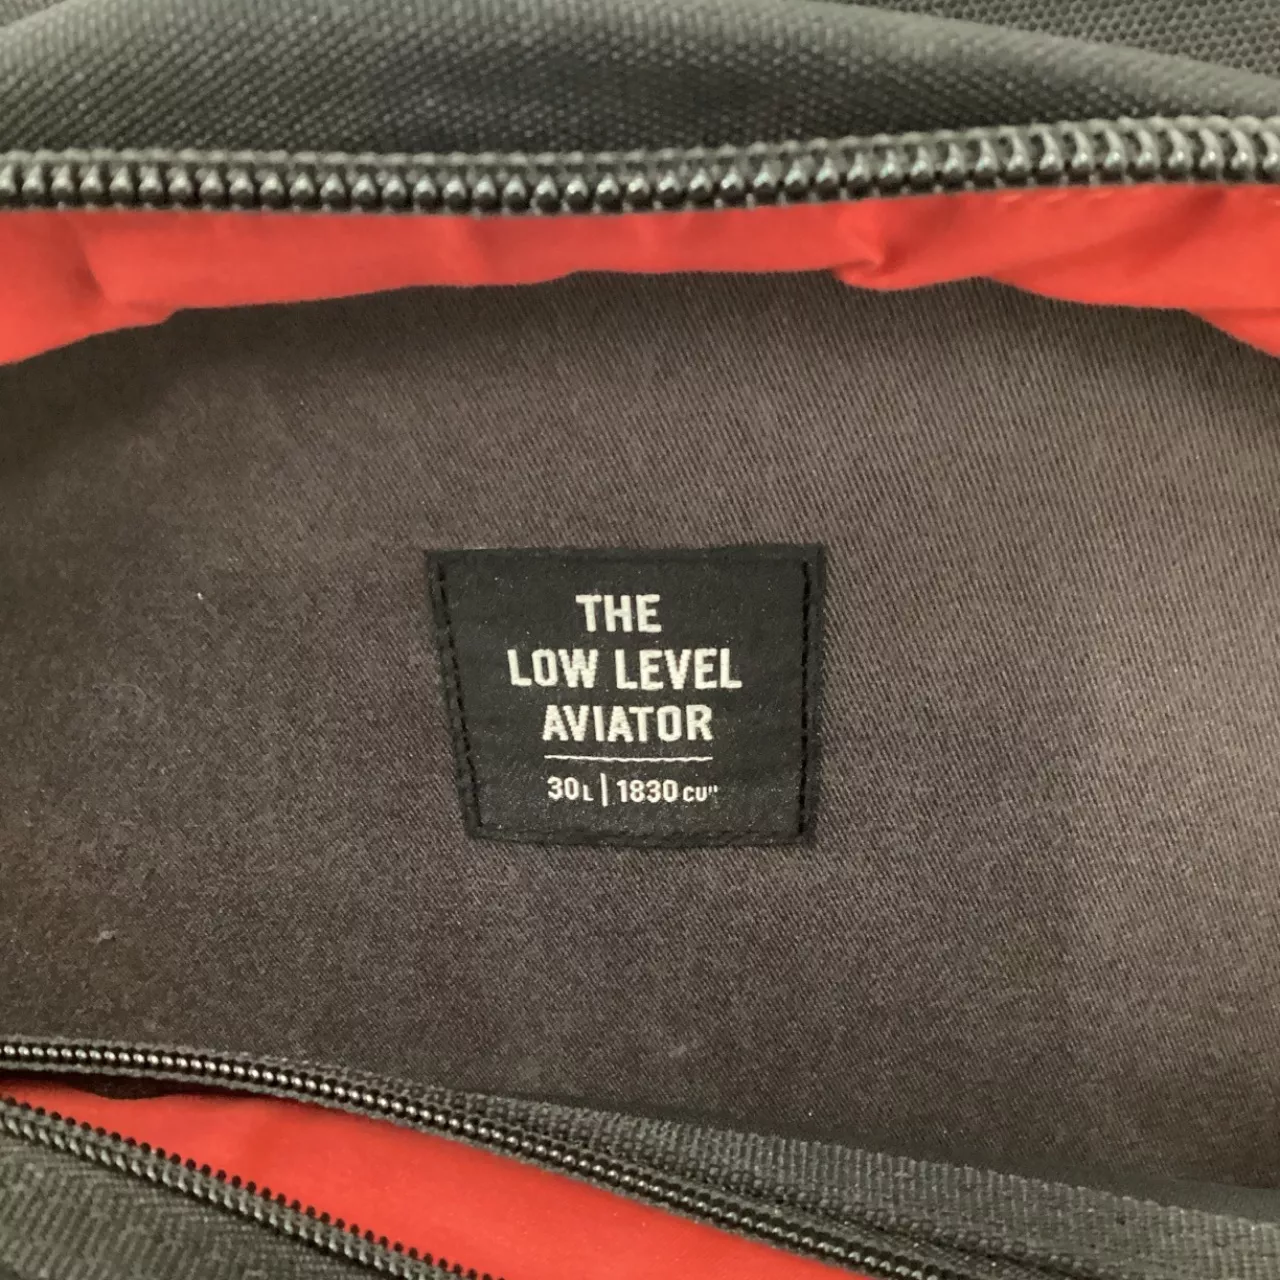 THE
LOW LEVEL
AVIATOR
30L | 1830 CU"